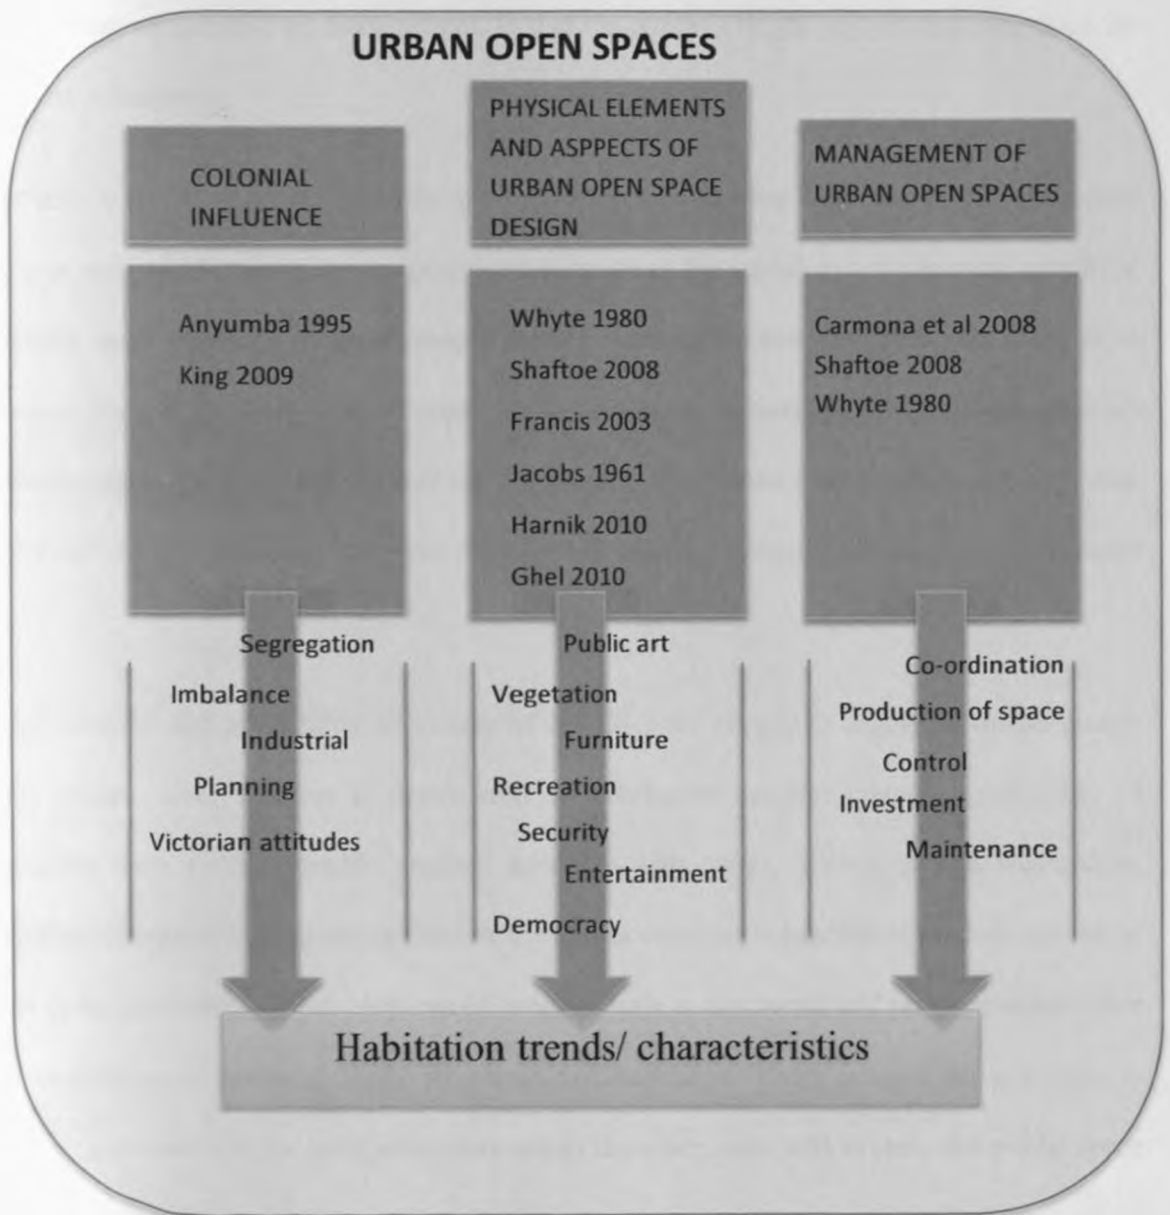 URBAN OPEN SPACES
COLONIAL
INFLUENCE
Anyumba 1995
King 2009
Segregation
Imbalance
Industrial
Planning
Victorian attitudes
PHYSICAL ELEMENTS
AND ASPPECTS OF
URBAN OPEN SPACE
DESIGN
Whyte 1980
Shaftoe 2008
Francis 2003
Jacobs 1961
Harnik 2010
Ghel 2010
Public art
Vegetation
Furniture
Recreation
Security
Entertainment
Democracy
MANAGEMENT OF
URBAN OPEN SPACES
Carmona et al 2008
Shaftoe 2008
Whyte 1980
Co-ordination
Production of space
Control
Investment
Maintenance
Habitation trends/ characteristics